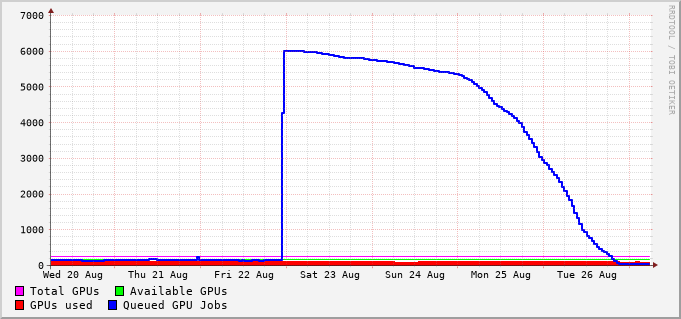 7000
6000
5000
4000
3000
2000
1000
0
Wed 20 Aug Thu 21 Aug Fri 22 Aug Sat 23 Aug Sun 24 Aug Mon 25 Aug Tue 26 Aug
Total GPUs Available GPUs
GPUs used Queued GPU Jobs
RRDTOOL / TOBI OETIKER